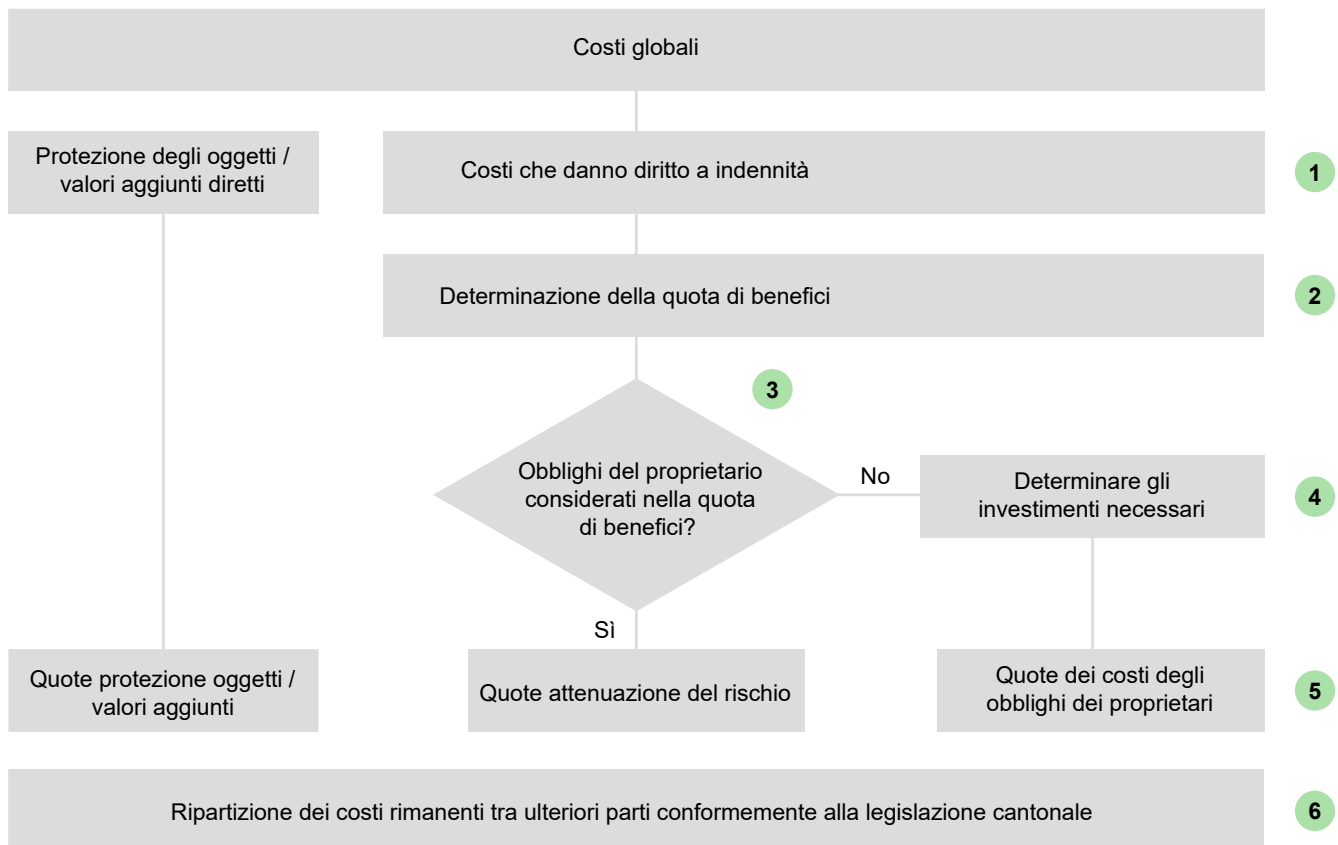 Costi globali
Protezione degli oggetti /
valori aggiunti diretti
Costi che danno diritto a indennità
1
Determinazione della quota di benefici
2
3
Obblighi del proprietario
considerati nella quota
di benefici?
No
Determinare gli
investimenti necessari
4
Sì
Quote protezione oggetti /
valori aggiunti
Quote attenuazione del rischio
Quote dei costi degli
obblighi dei proprietari
5
Ripartizione dei costi rimanenti tra ulteriori parti conformemente alla legislazione cantonale
6